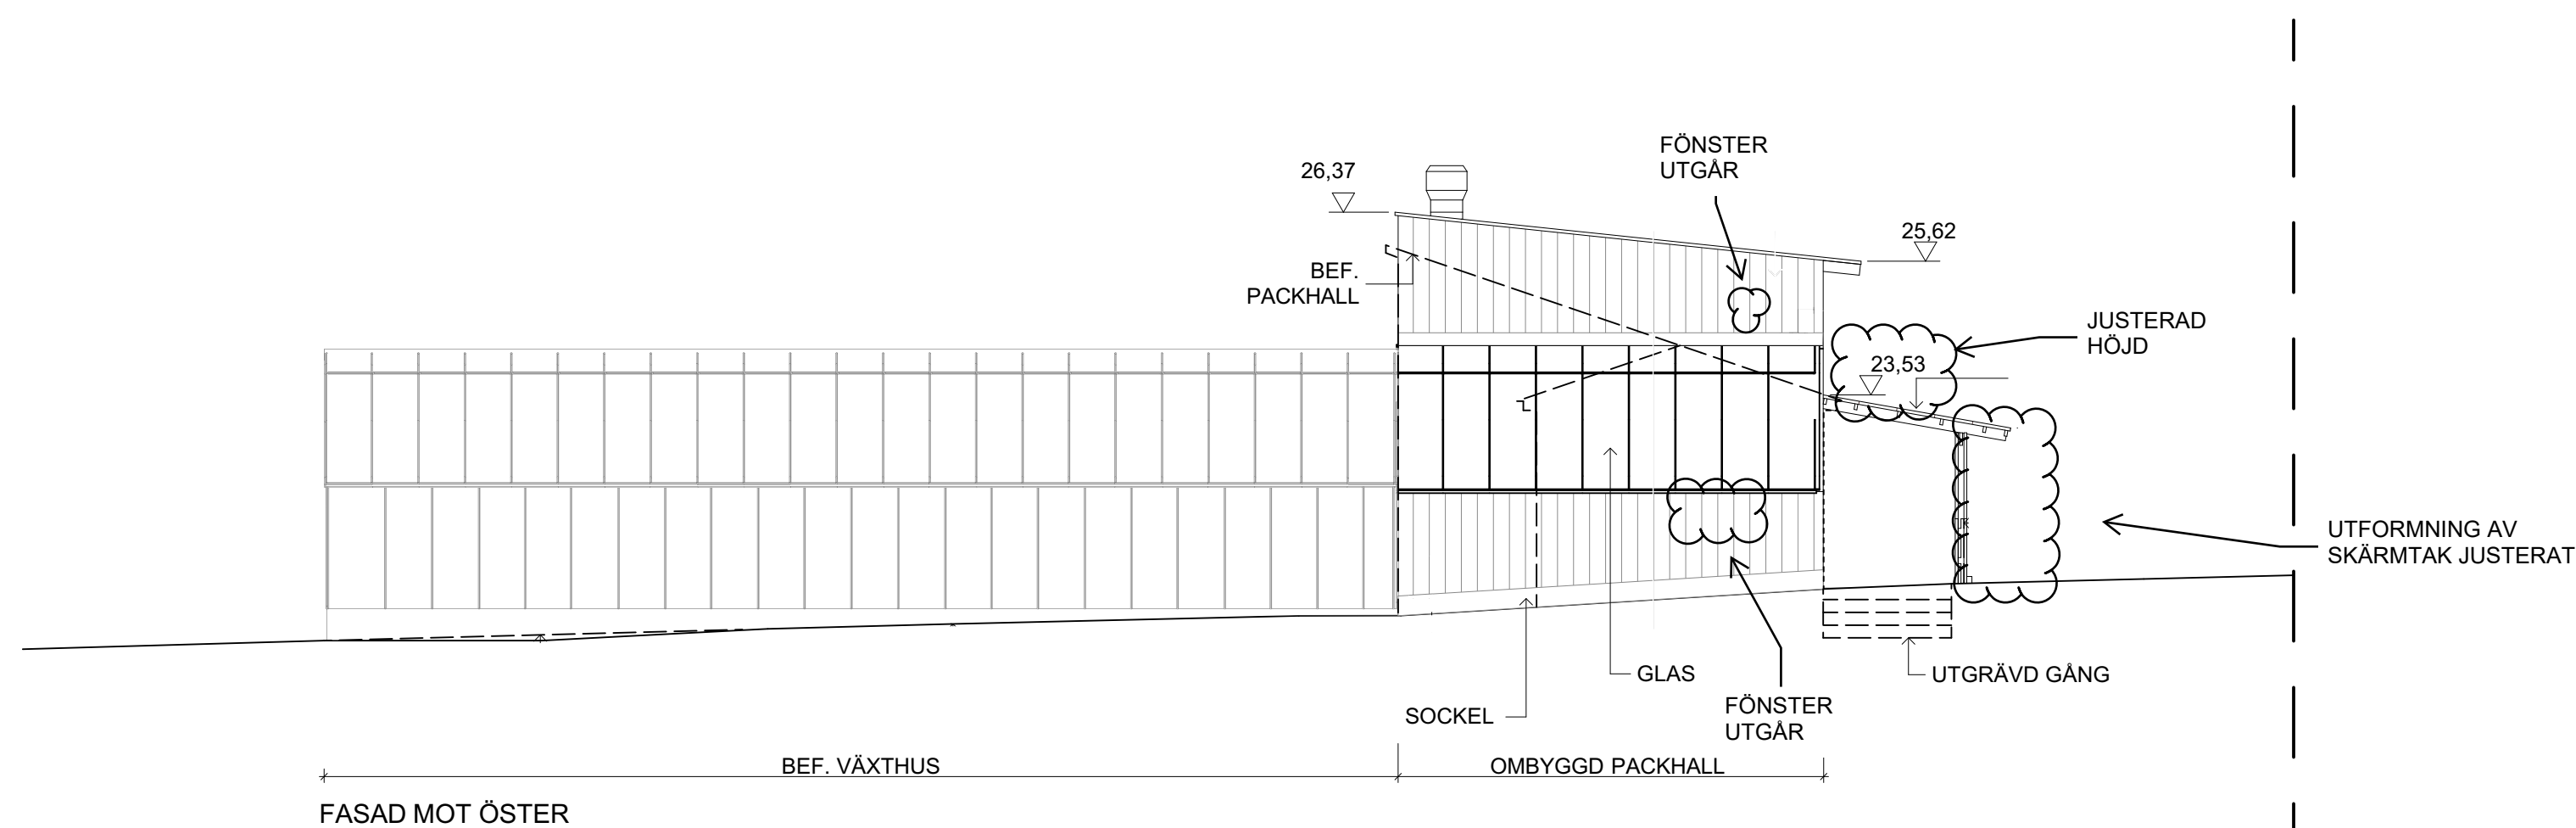 FÖNSTER
UTGÅR
26,37
25,62
BEF.
PACKHALL
JUSTERAD
HÖJD
23,53
UTFORMNING AV
SKÄRMTAK JUSTERAT
GLAS
UTGRÄVD GÅNG
SOCKEL
FÖNSTER
UTGÅR
BEF. VÄXTHUS
OMBYGGD PACKHALL
FASAD MOT ÖSTER